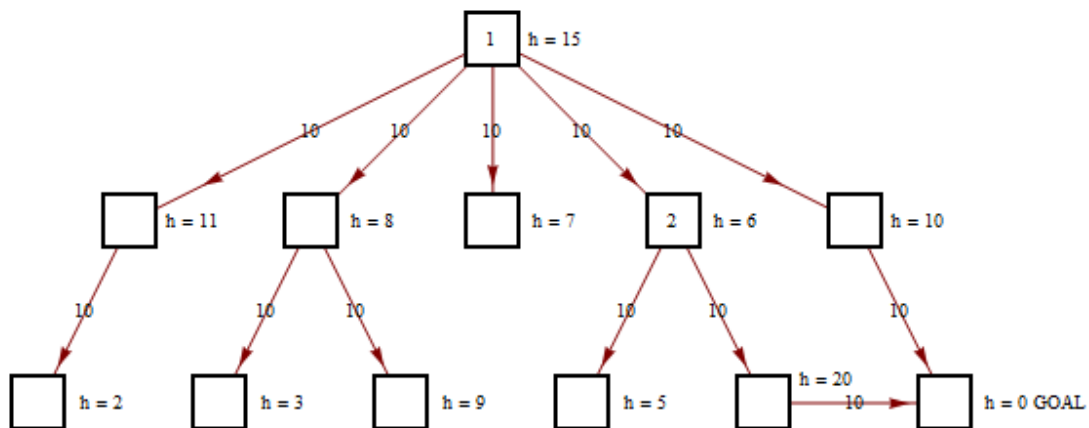 1 h = 15
10 10 10 10 10
h = 11 h = 8 h = 7 2 h = 6 h = 10
10 10 10 10 10 10
h = 20
h = 2 h = 3 h = 9 h = 5 10 h = 0 GOAL